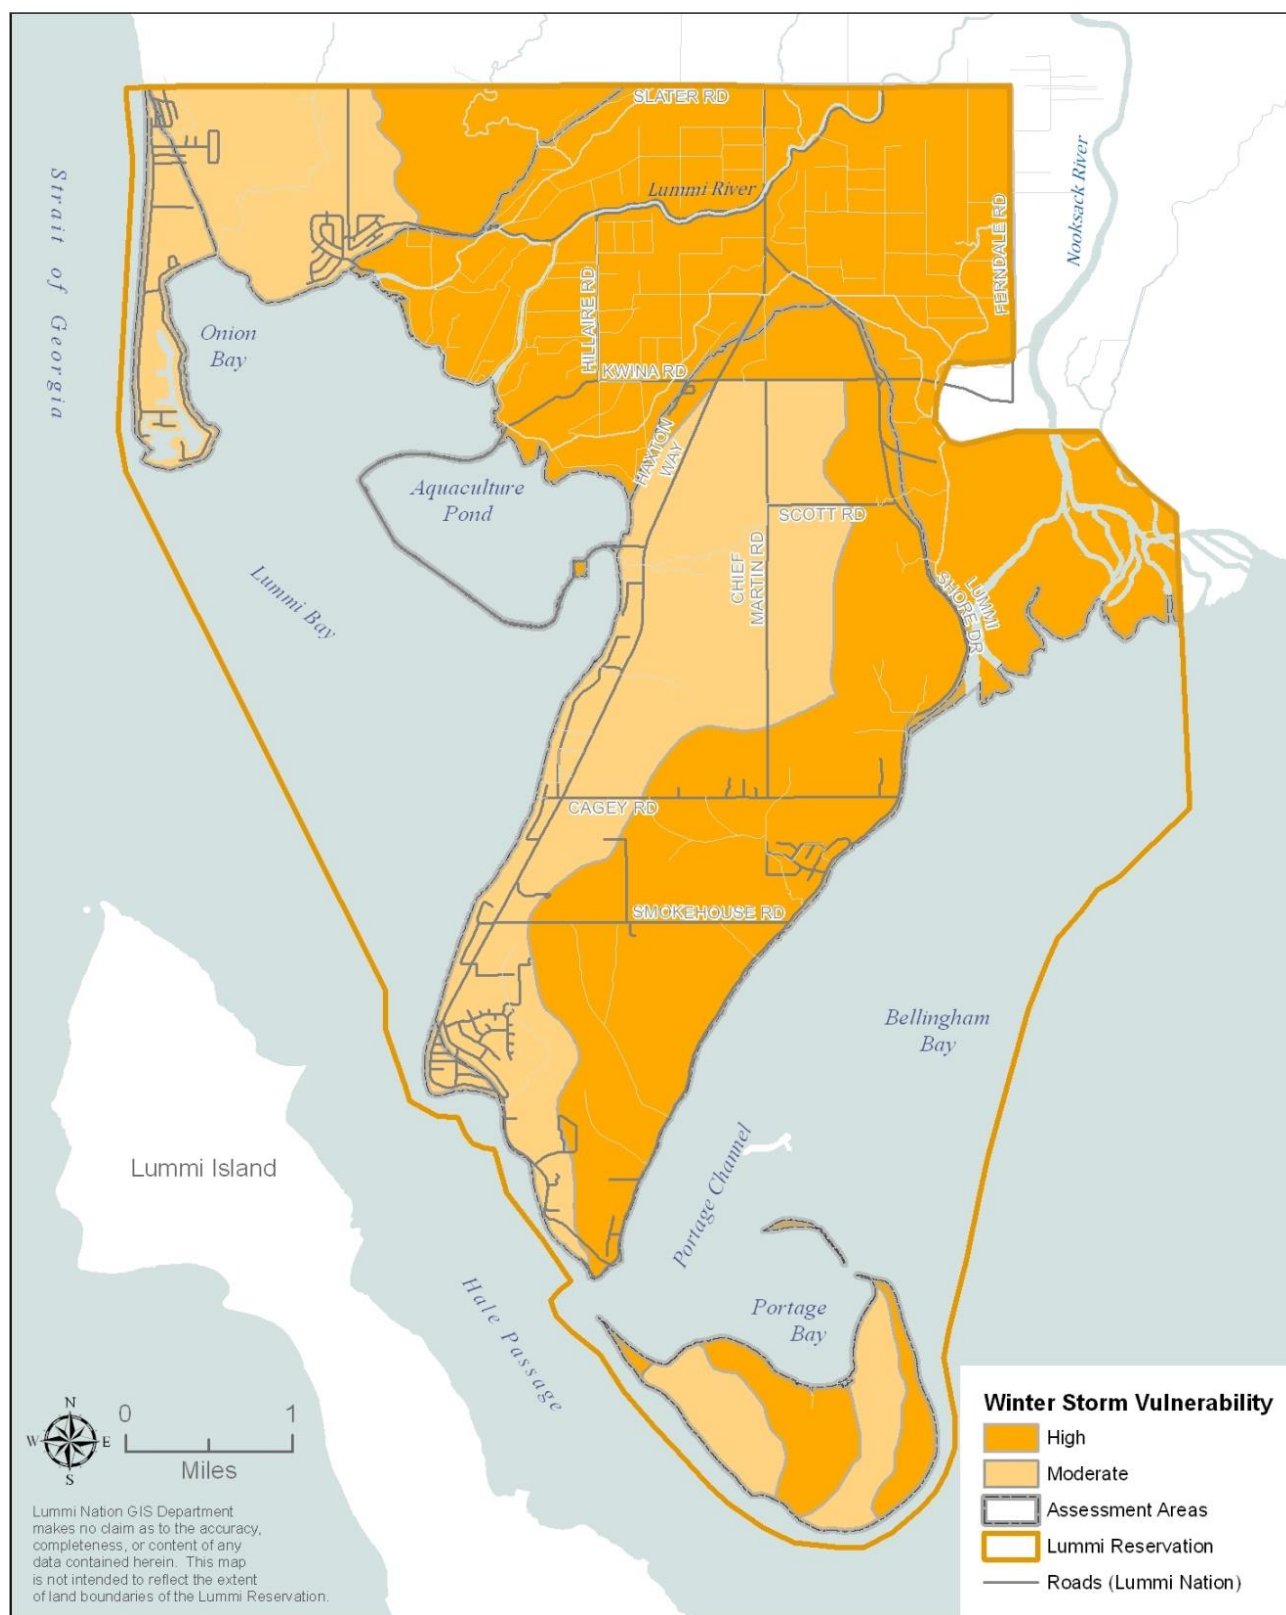 SLATER RD
Strait of Georgia
Lummi River
Nooksack River
FERNDALE RD
HILLAIRE RD
Onion
Bay
KWINA RD
HAXTON
WAY
Aquaculture
Pond
SCOTT RD
CHIEF
MARTIN RD
LUMMI
SHORE DR
Lummi Bay
CAGEY RD
SMOKEHOUSE RD
Bellingham
Bay
Lummi Island
Portage Channel
Hale Passage
Portage
Bay
N
W E
S
0 1
Miles
Lummi Nation GIS Department
makes no claim as to the accuracy,
completeness, or content of any
data contained herein. This map
is not intended to reflect the extent
of land boundaries of the Lummi Reservation.
Winter Storm Vulnerability
High
Moderate
Assessment Areas
Lummi Reservation
Roads (Lummi Nation)